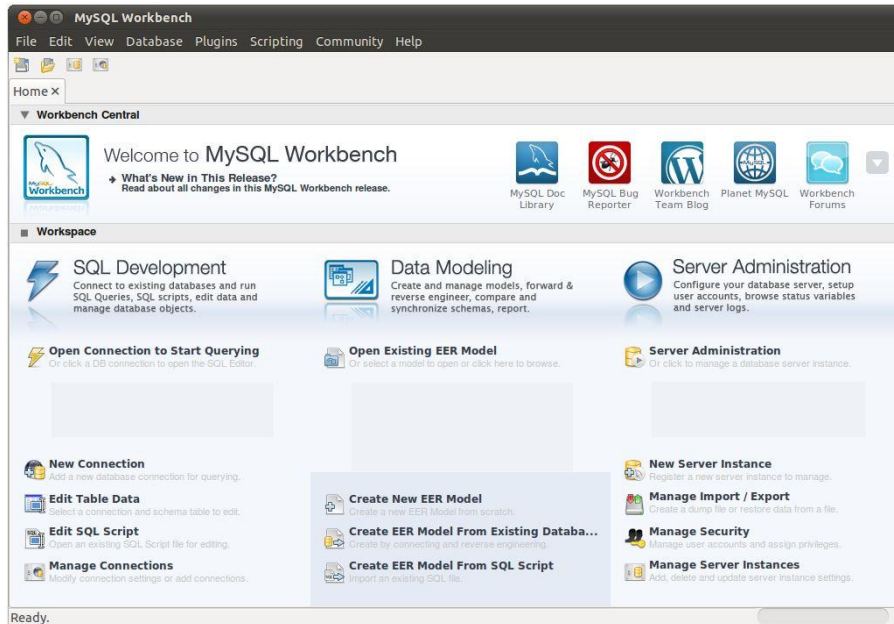 MySQL Workbench
File Edit View Database Plugins Scripting Community Help
Home ×
Workbench Central
MySQL
Workbench
Welcome to MySQL Workbench
What's New in This Release?
Read about all changes in this MySQL Workbench release.
MySQL Doc
Library
MySQL Bug
Reporter
Workbench
Team Blog
Planet MySQL
Workbench
Forums
Workspace
SQL Development
Connect to existing databases and run
SQL Queries, SQL scripts, edit data and
manage database objects.
Data Modeling
Create and manage models, forward &
reverse engineer, compare and
synchronize schemas, report.
Server Administration
Configure your database server, setup
user accounts, browse status variables
and server logs.
Open Connection to Start Querying
Or click a DB connection to open the SQL Editor.
New Connection
Add a new database connection for querying.
Edit Table Data
Select a connection and schema table to edit.
Edit SQL Script
Open an existing SQL Script file for editing.
Manage Connections
Modify connection settings or add connections.
Open Existing EER Model
Or select a model to open or click here to browse.
Create New EER Model
Create a new EER Model from scratch.
Create EER Model From Existing Databa...
Create by connecting and reverse engineering.
Create EER Model From SQL Script
Import an existing SQL file.
Server Administration
Or click to manage a database server instance.
New Server Instance
Register a new server instance to manage.
Manage Import / Export
Create a dump file or restore data from a file.
Manage Security
Manage user accounts and assign privileges.
Manage Server Instances
Add, delete and update server instance settings.
Ready.